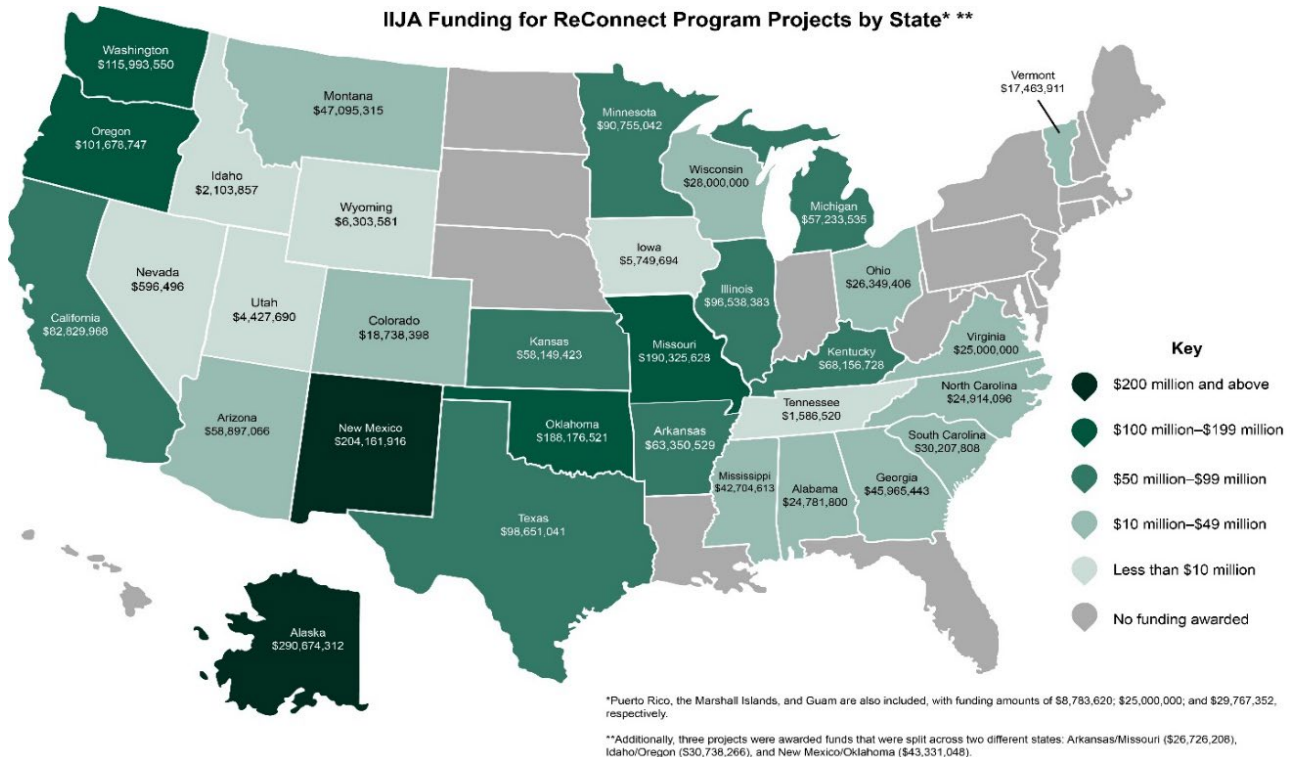 IIJA Funding for ReConnect Program Projects by State* **
Washington
$115,993,550
Montana
$47,095,315
Oregon
$101,678,747
Idaho
$2,103,857
Wyoming
$6,303,581
Minnesota
$90,755,042
Wisconsin
$28,000,000
Michigan
$57,233,535
Vermont
$17,463,911
Nevada
$596,496
Utah
$4,427,690
Colorado
$18,738,398
California
$82,829,968
Iowa
$5,749,694
Illinois
$96,538,383
Ohio
$26,349,406
Kansas
$58,149,423
Missouri
$190,325,628
Kentucky
$68,156,728
Virginia
$25,000,000
Arizona
$58,897,066
New Mexico
$204,161,916
Oklahoma
$188,176,521
Arkansas
$63,350,529
Tennessee
$1,586,520
North Carolina
$24,914,096
South Carolina
$30,207,808
Mississippi
$42,704,613
Alabama
$24,781,800
Georgia
$45,965,443
Texas
$98,651,041
Alaska
$290,674,312
Key
$200 million and above
$100 million–$199 million
$50 million–$99 million
$10 million–$49 million
Less than $10 million
No funding awarded
*Puerto Rico, the Marshall Islands, and Guam are also included, with funding amounts of $8,783,620; $25,000,000; and $29,767,352,
respectively.
**Additionally, three projects were awarded funds that were split across two different states: Arkansas/Missouri ($26,726,208),
Idaho/Oregon ($30,738,266), and New Mexico/Oklahoma ($43,331,048).